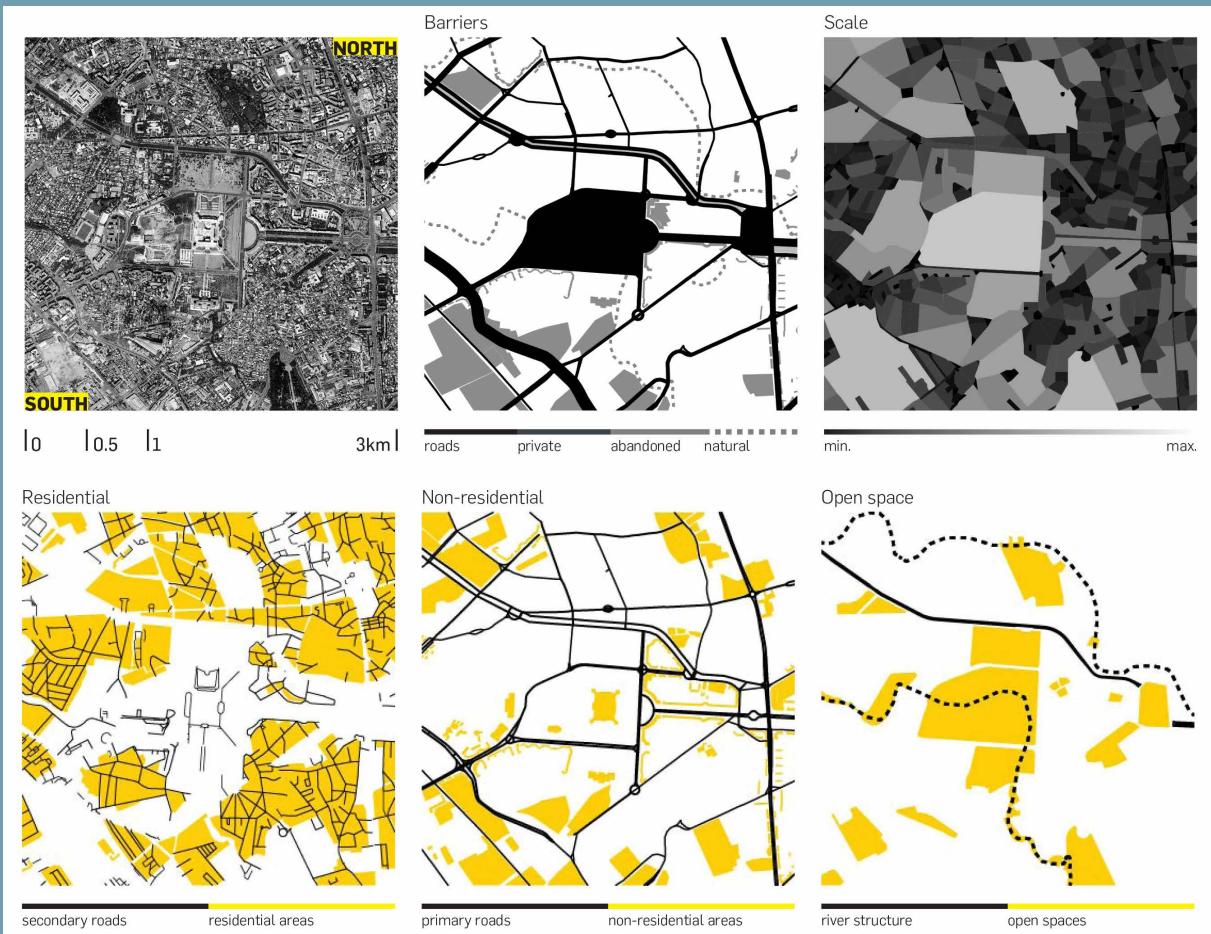 Barriers
Scale
NORTH
SOUTH
0 0.5 1 3km
roads private abandoned natural
min. max.
Residential
Non-residential
Open space
secondary roads residential areas
primary roads non-residential areas
river structure open spaces